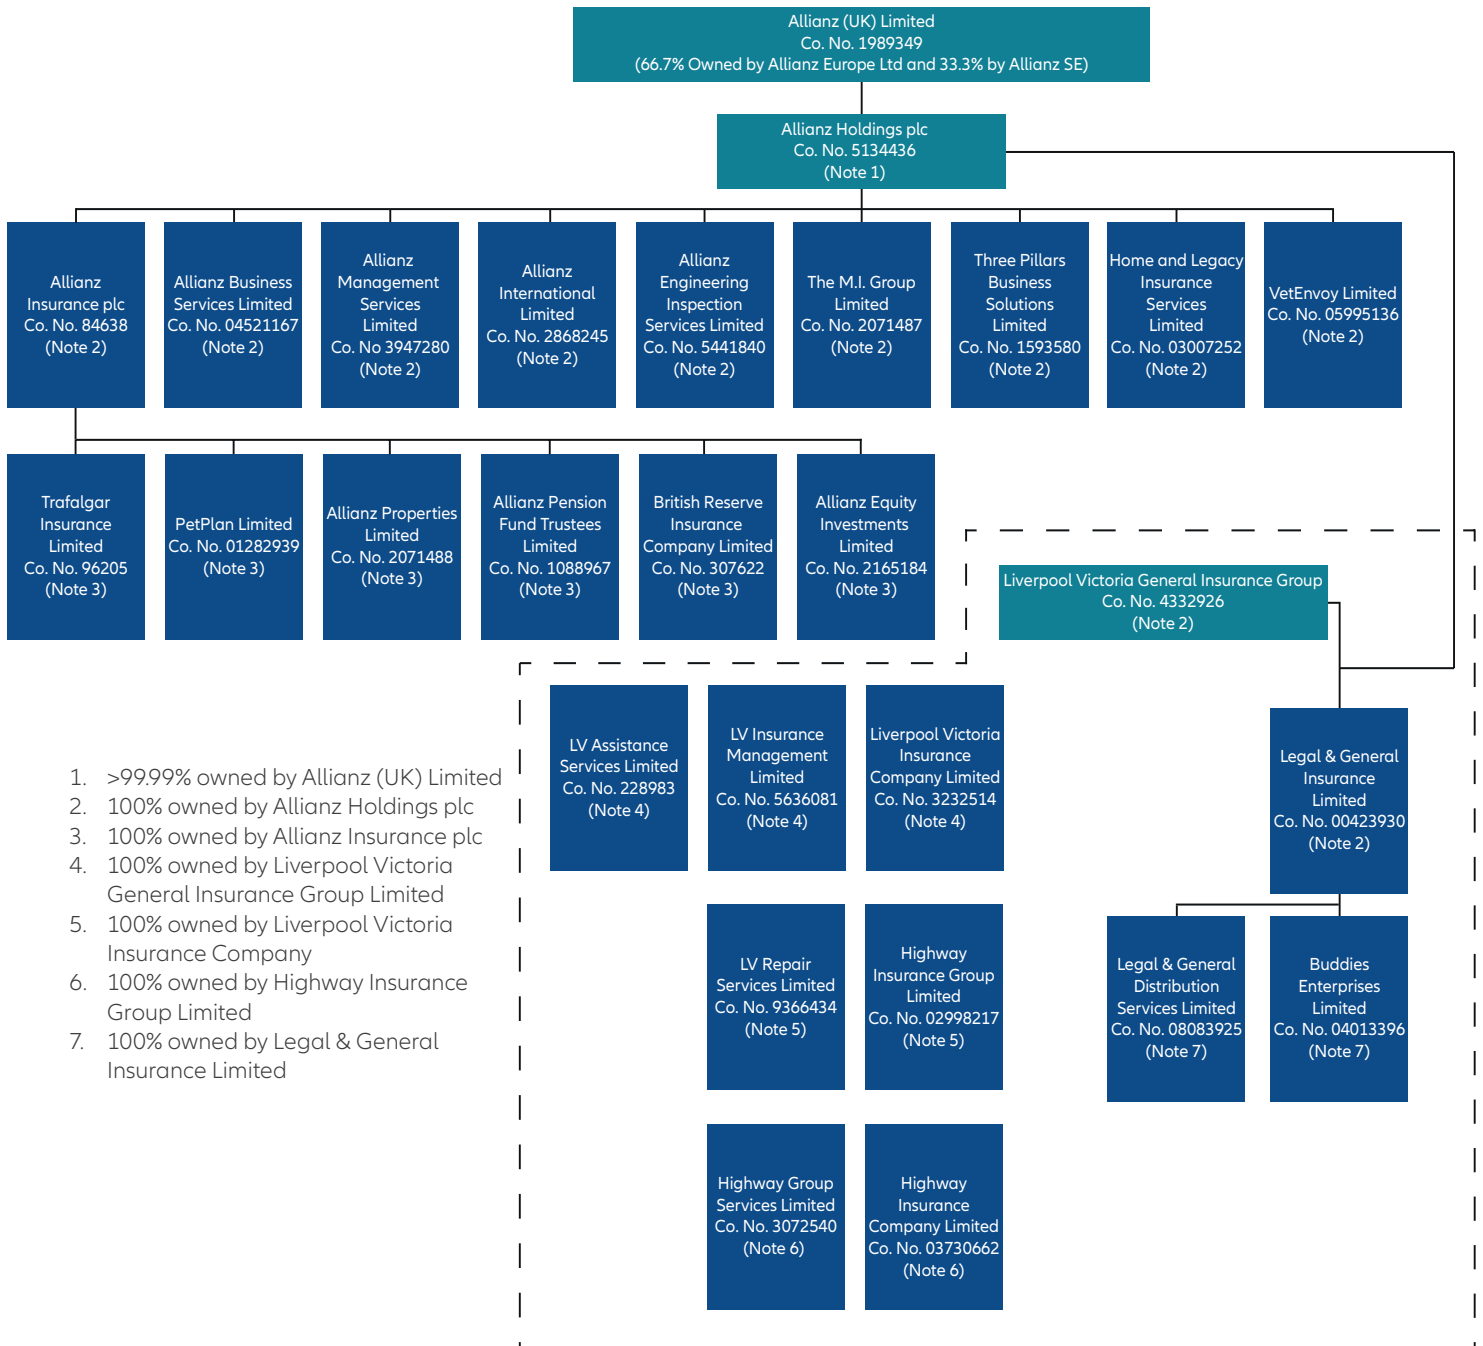 Allianz (UK) Limited
Co. No. 1989349
(66.7% Owned by Allianz Europe Ltd and 33.3% by Allianz SE)
Allianz Holdings plc
Co. No. 5134436
(Note 1)
Allianz
Insurance plc
Co. No. 84638
(Note 2)
Allianz Business
Services Limited
Co. No. 04521167
(Note 2)
Allianz
Management
Services
Limited
Co. No 3947280
(Note 2)
Allianz
International
Limited
Co. No. 2868245
(Note 2)
Allianz
Engineering
Inspection
Services Limited
Co. No. 5441840
(Note 2)
The M.I. Group
Limited
Co. No. 2071487
(Note 2)
Three Pillars
Business
Solutions
Limited
Co. No. 1593580
(Note 2)
Home and Legacy
Insurance
Services
Limited
Co. No. 03007252
(Note 2)
VetEnvoy Limited
Co. No. 05995136
(Note 2)
Trafalgar
Insurance
Limited
Co. No. 96205
(Note 3)
PetPlan Limited
Co. No. 01282939
(Note 3)
Allianz Properties
Limited
Co. No. 2071488
(Note 3)
Allianz Pension
Fund Trustees
Limited
Co. No. 1088967
(Note 3)
British Reserve
Insurance
Company Limited
Co. No. 307622
(Note 3)
Allianz Equity
Investments
Limited
Co. No. 2165184
(Note 3)
Liverpool Victoria General Insurance Group
Co. No. 4332926
(Note 2)
LV Assistance
Services Limited
Co. No. 228983
(Note 4)
LV Insurance
Management
Limited
Co. No. 5636081
(Note 4)
Liverpool Victoria
Insurance
Company Limited
Co. No. 3232514
(Note 4)
Legal & General
Insurance
Limited
Co. No. 00423930
(Note 2)
1. >99.99% owned by Allianz (UK) Limited
2. 100% owned by Allianz Holdings plc
3. 100% owned by Allianz Insurance plc
4. 100% owned by Liverpool Victoria
General Insurance Group Limited
5. 100% owned by Liverpool Victoria
Insurance Company
6. 100% owned by Highway Insurance
Group Limited
7. 100% owned by Legal & General
Insurance Limited
LV Repair
Services Limited
Co. No. 9366434
(Note 5)
Highway
Insurance Group
Limited
Co. No. 02998217
(Note 5)
Legal & General
Distribution
Services Limited
Co. No. 08083925
(Note 7)
Buddies
Enterprises
Limited
Co. No. 04013396
(Note 7)
Highway Group
Services Limited
Co. No. 3072540
(Note 6)
Highway
Insurance
Company Limited
Co. No. 03730662
(Note 6)